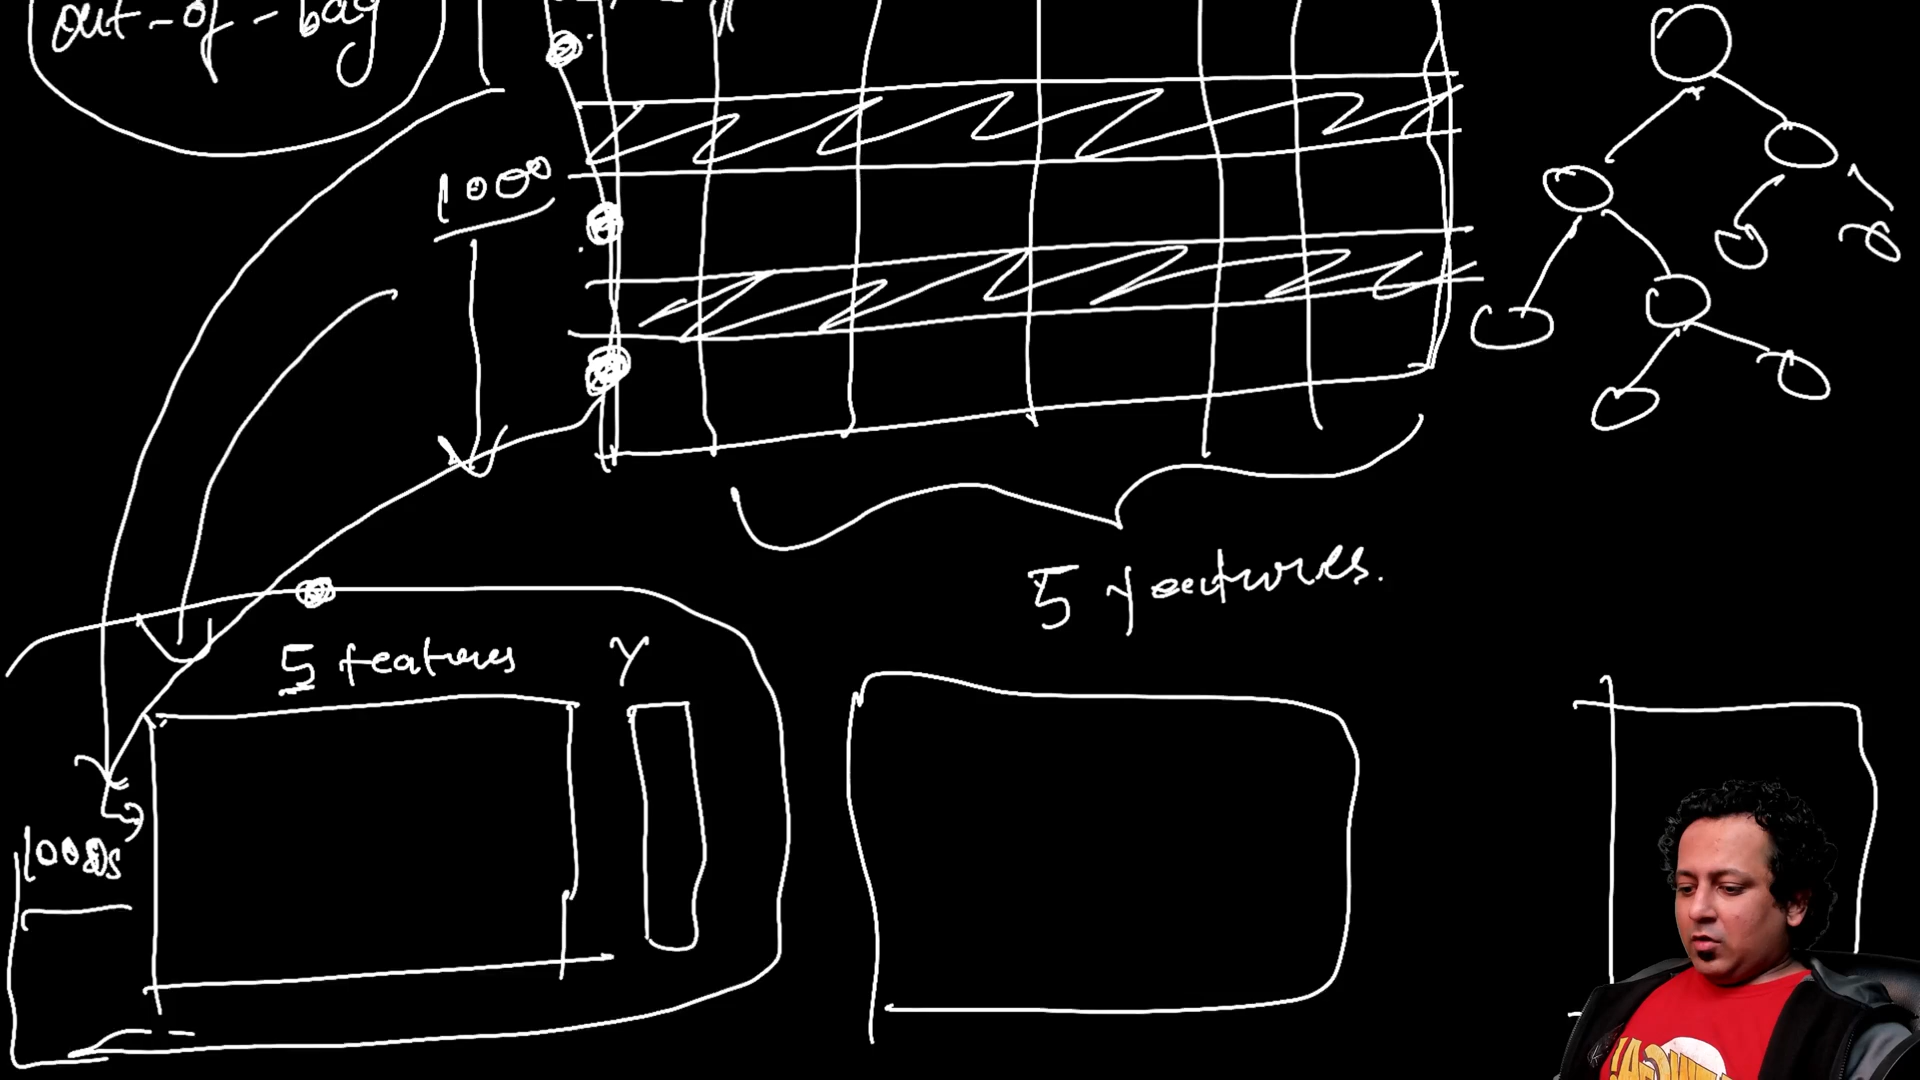 out-of-bag
1000
5 features.
5 features Y
1000s